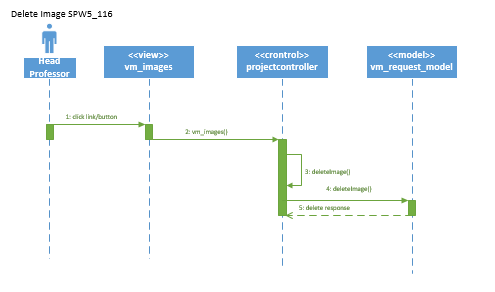 Delete Image SPW5_116
Head
Professor
<<view>>
vm_images
<<crontrol>>
projectcontroller
<<model>>
vm_request_model
1: click link/button
2: vm_images()
3: deleteImage()
4: deleteImage()
5: delete response